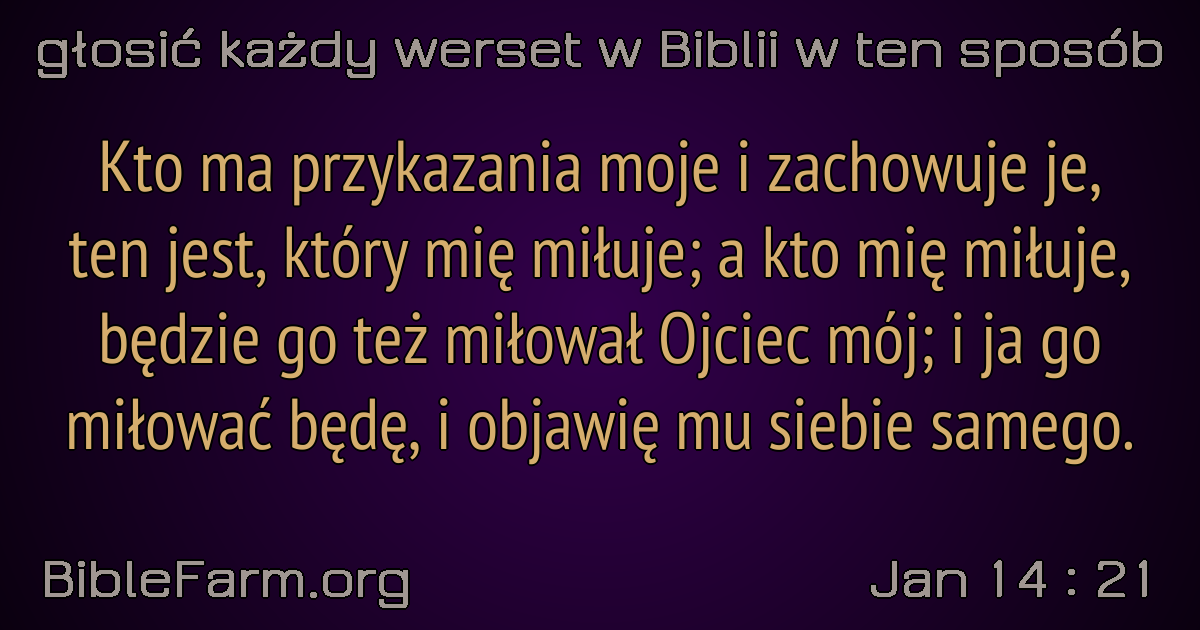 głosić każdy werset w Biblii w ten sposób
Kto ma przykazania moje i zachowuje je,
ten jest, który mię miłuje; a kto mię miłuje,
będzie go też miłował Ojciec mój; i ja go
miłować będę, i objawię mu siebie samego.
BibleFarm.org
Jan 14 : 21